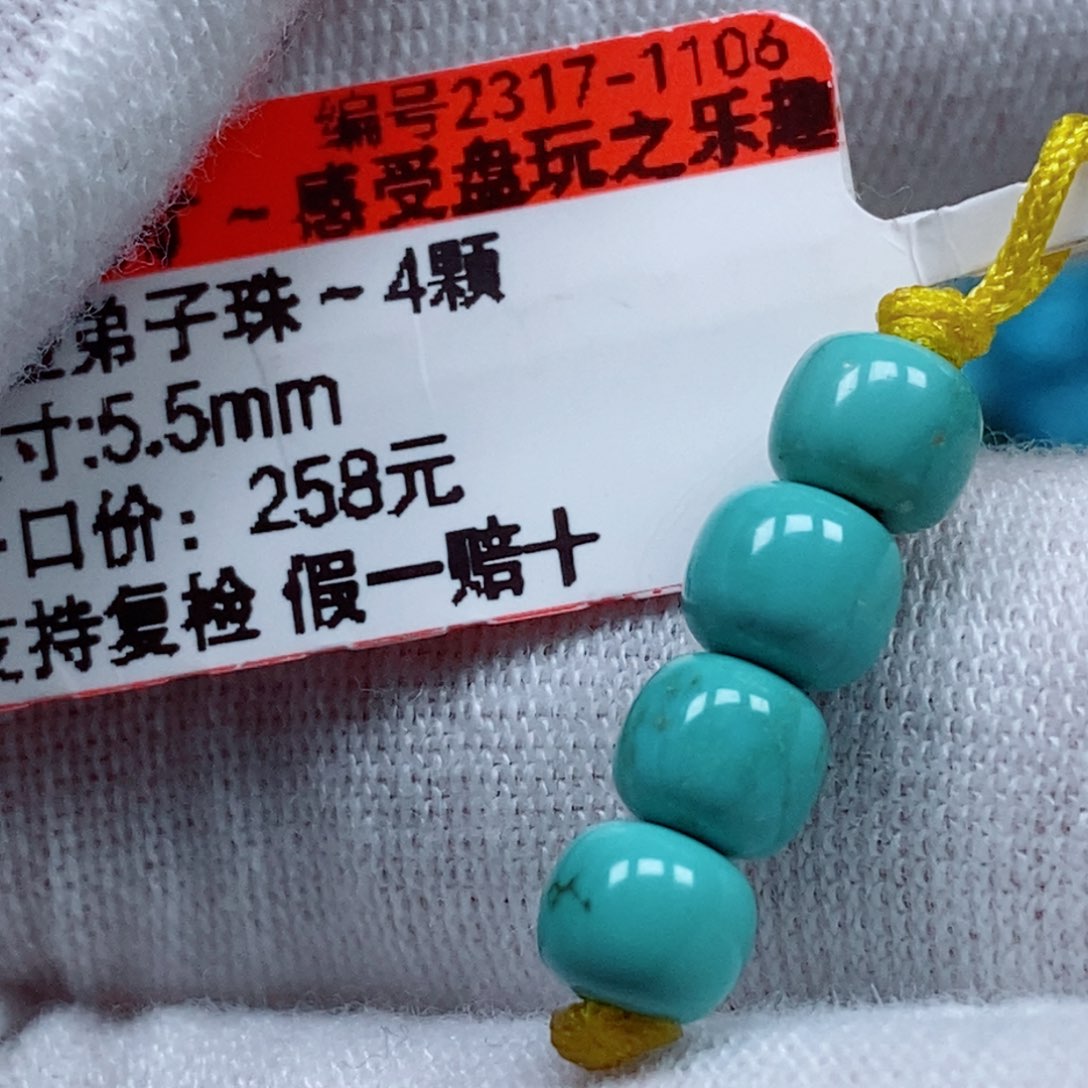 编号2317-1106
~感受盘玩之乐趣
弟子珠~4颗
寸:5.5mm
口价: 258元
支持复检 假一赔十